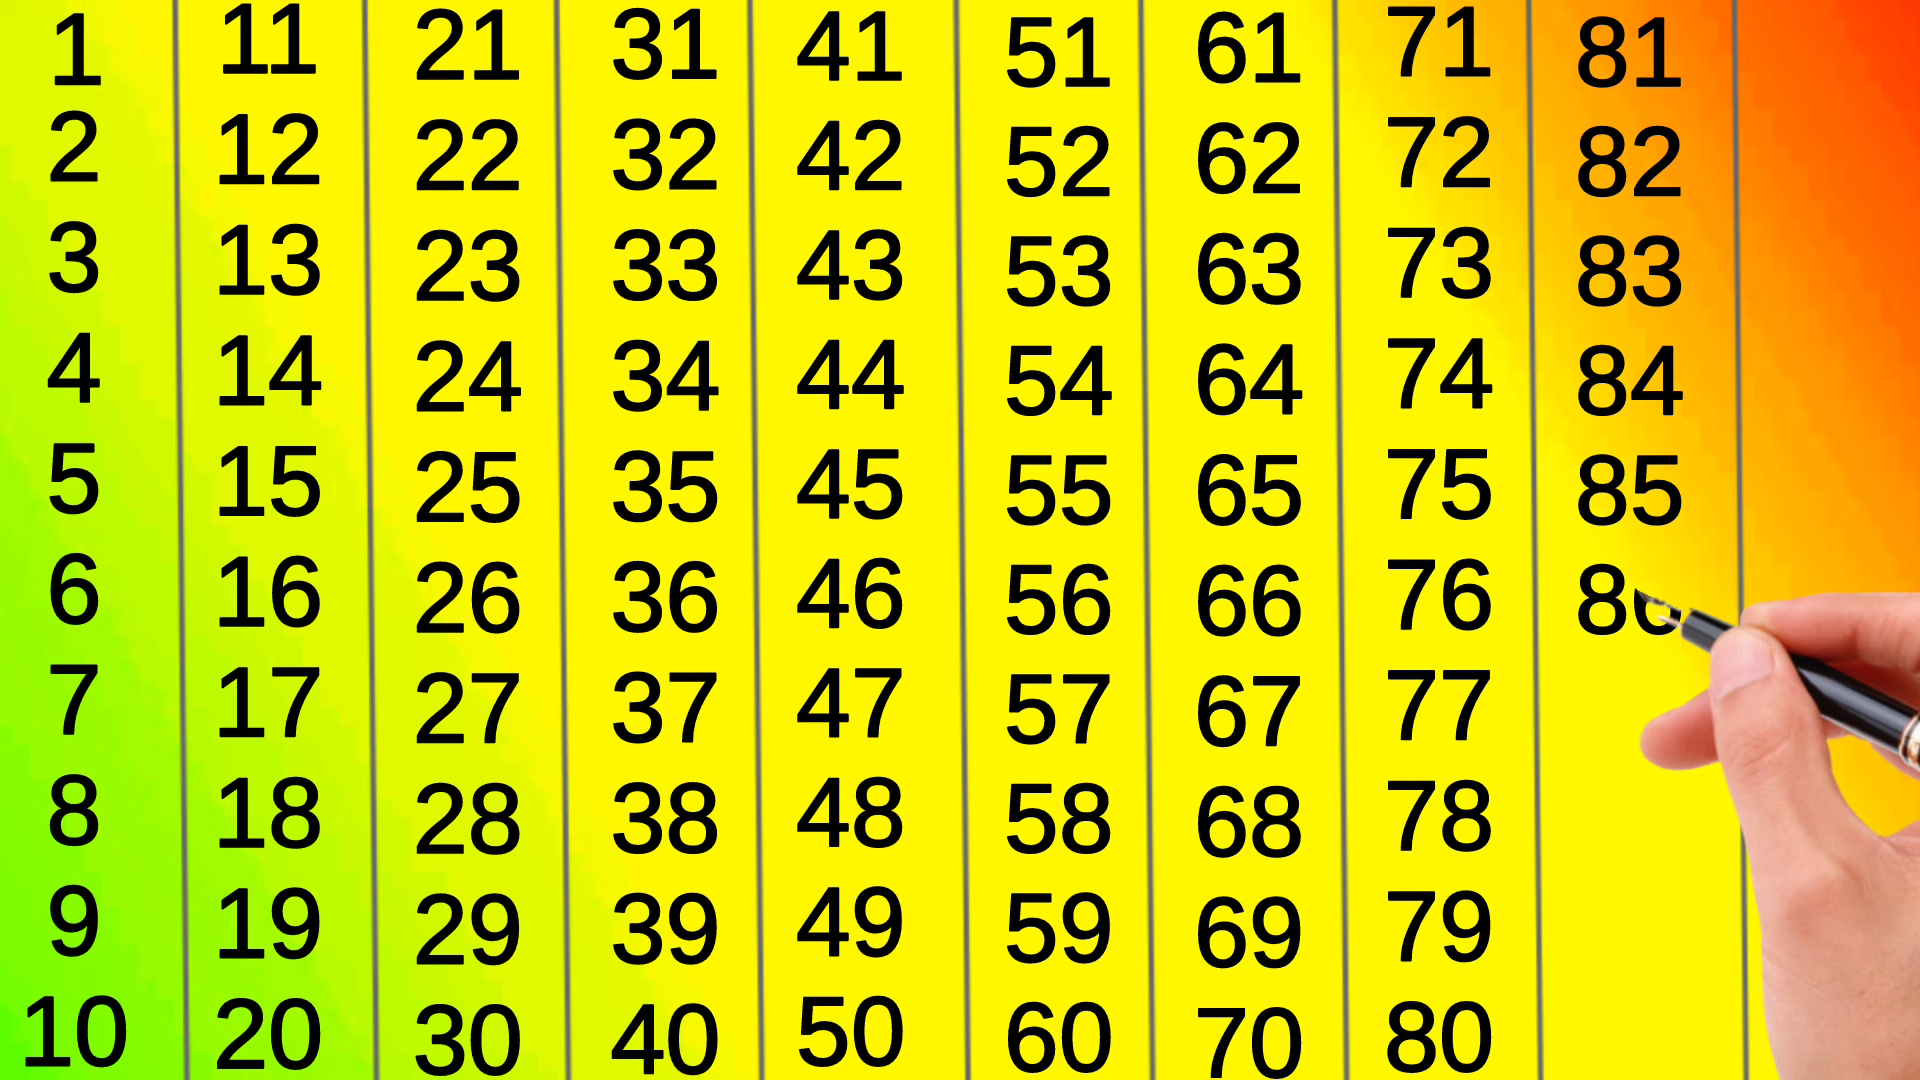 1 11 21 31 41 51 61 71 81
2 12 22 32 42 52 62 72 82
3 13 23 33 43 53 63 73 83
4 14 24 34 44 54 64 74 84
5 15 25 35 45 55 65 75 85
6 16 26 36 46 56 66 76 86
7 17 27 37 47 57 67 77
8 18 28 38 48 58 68 78
9 19 29 39 49 59 69 79
10 20 30 40 50 60 70 80